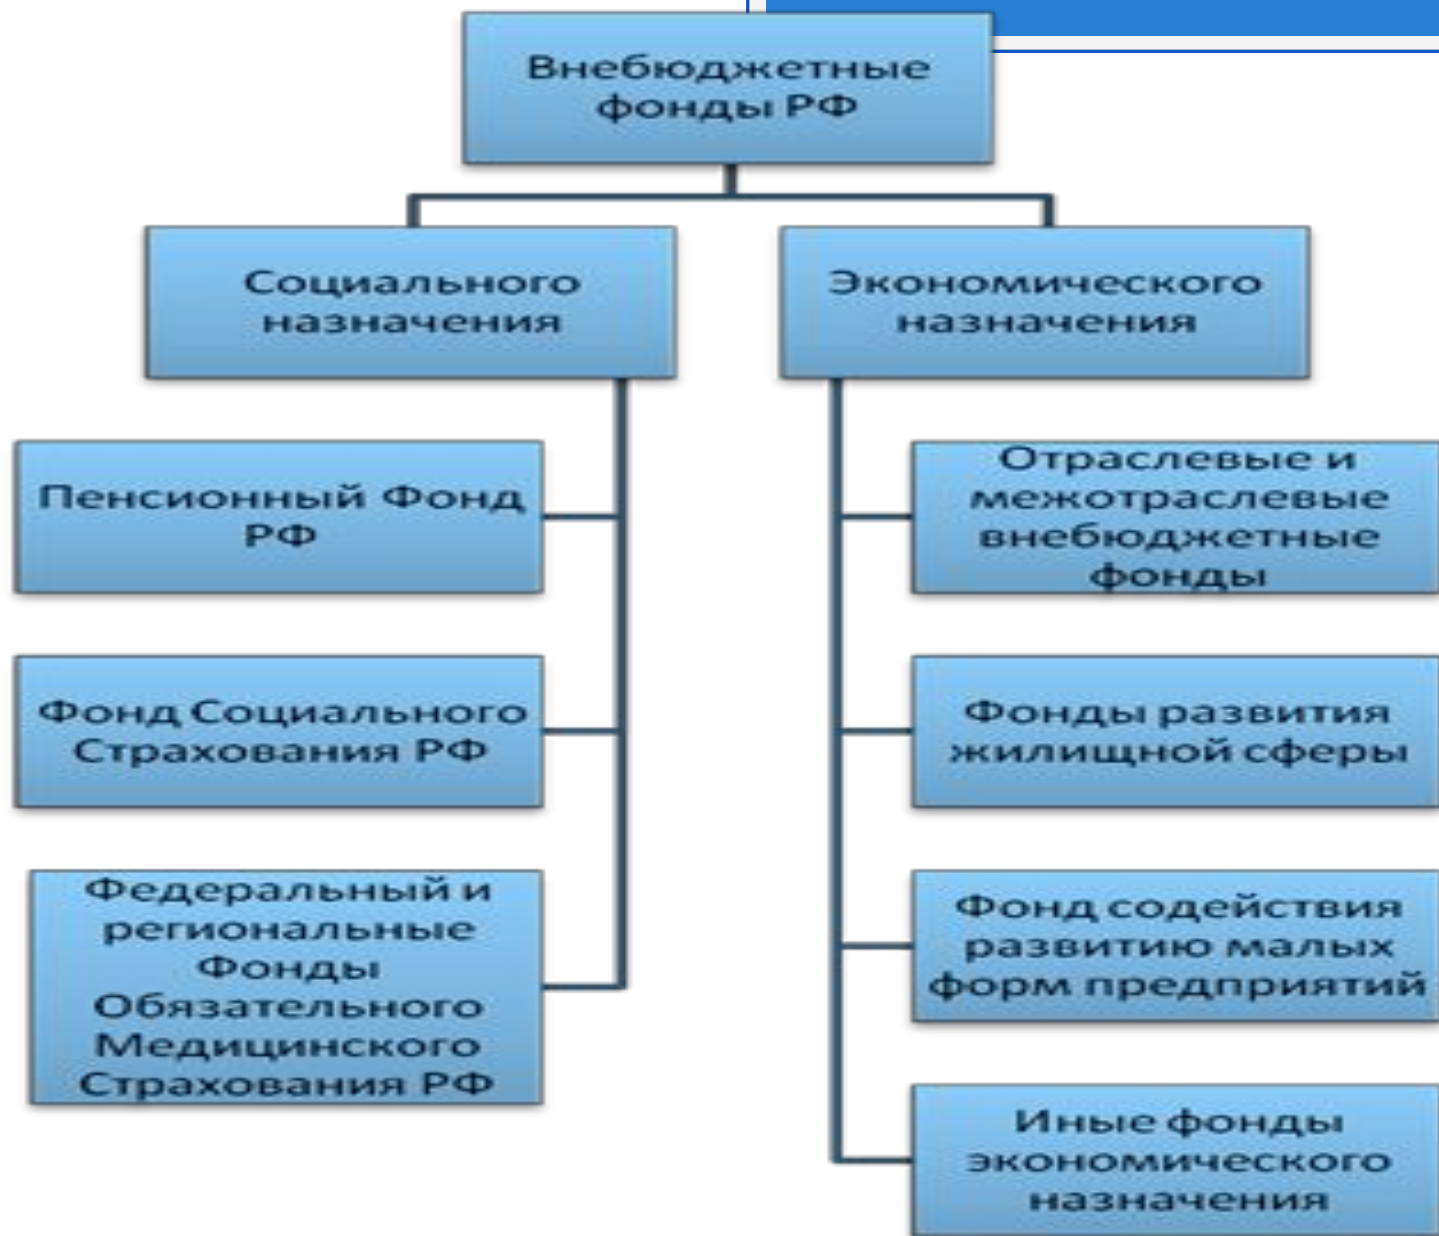 Внебюджетные
фонды РФ
Социального
назначения
Экономического
назначения
Пенсионный Фонд
РФ
Отраслевые и
межотраслевые
внебюджетные
фонды
Фонд Социального
Страхования РФ
Фонды развития
жилищной сферы
Федеральный и
региональные
Фонды
Обязательного
Медицинского
Страхования РФ
Фонд содействия
развитию малых
форм предприятий
Иные фонды
экономического
назначения